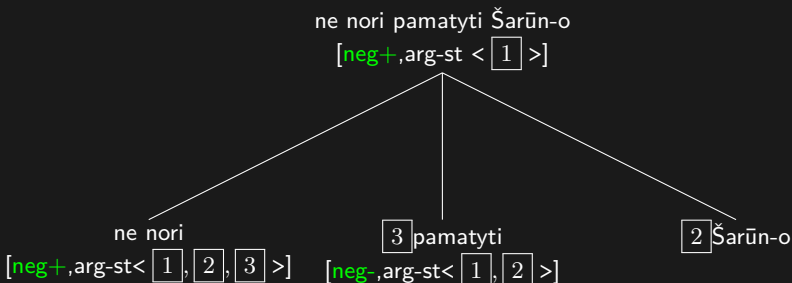 ne nori pamatyti Šarūn-o
[neg+,arg-st < 1 >]
ne nori
[neg+,arg-st< 1, 2, 3 >]
3 pamatyti
[neg-,arg-st< 1, 2 >]
2 Šarūn-o